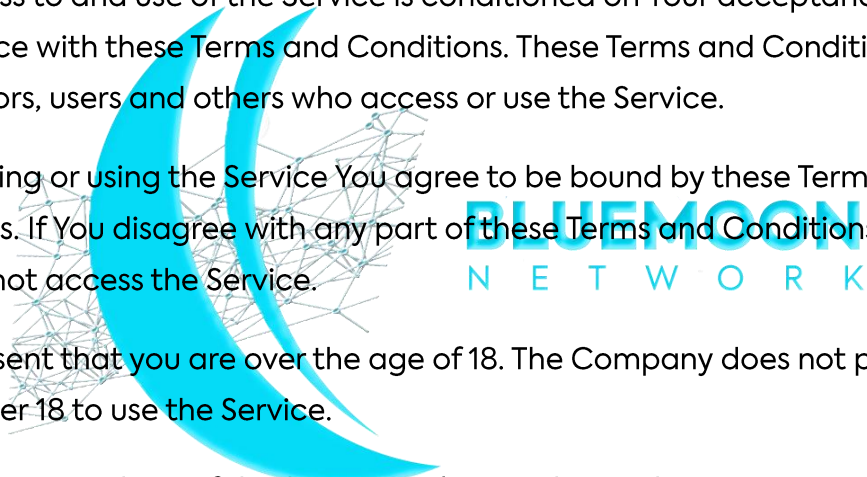 ss to and use of the Service is conditioned on Your acceptan
ce with these Terms and Conditions. These Terms and Conditi
ors, users and others who access or use the Service.
ing or using the Service You agree to be bound by these Term
s. If You disagree with any part of these Terms and Conditions
not access the Service.
BLUEMOON
NETWORK
sent that you are over the age of 18. The Company does not p
er 18 to use the Service.